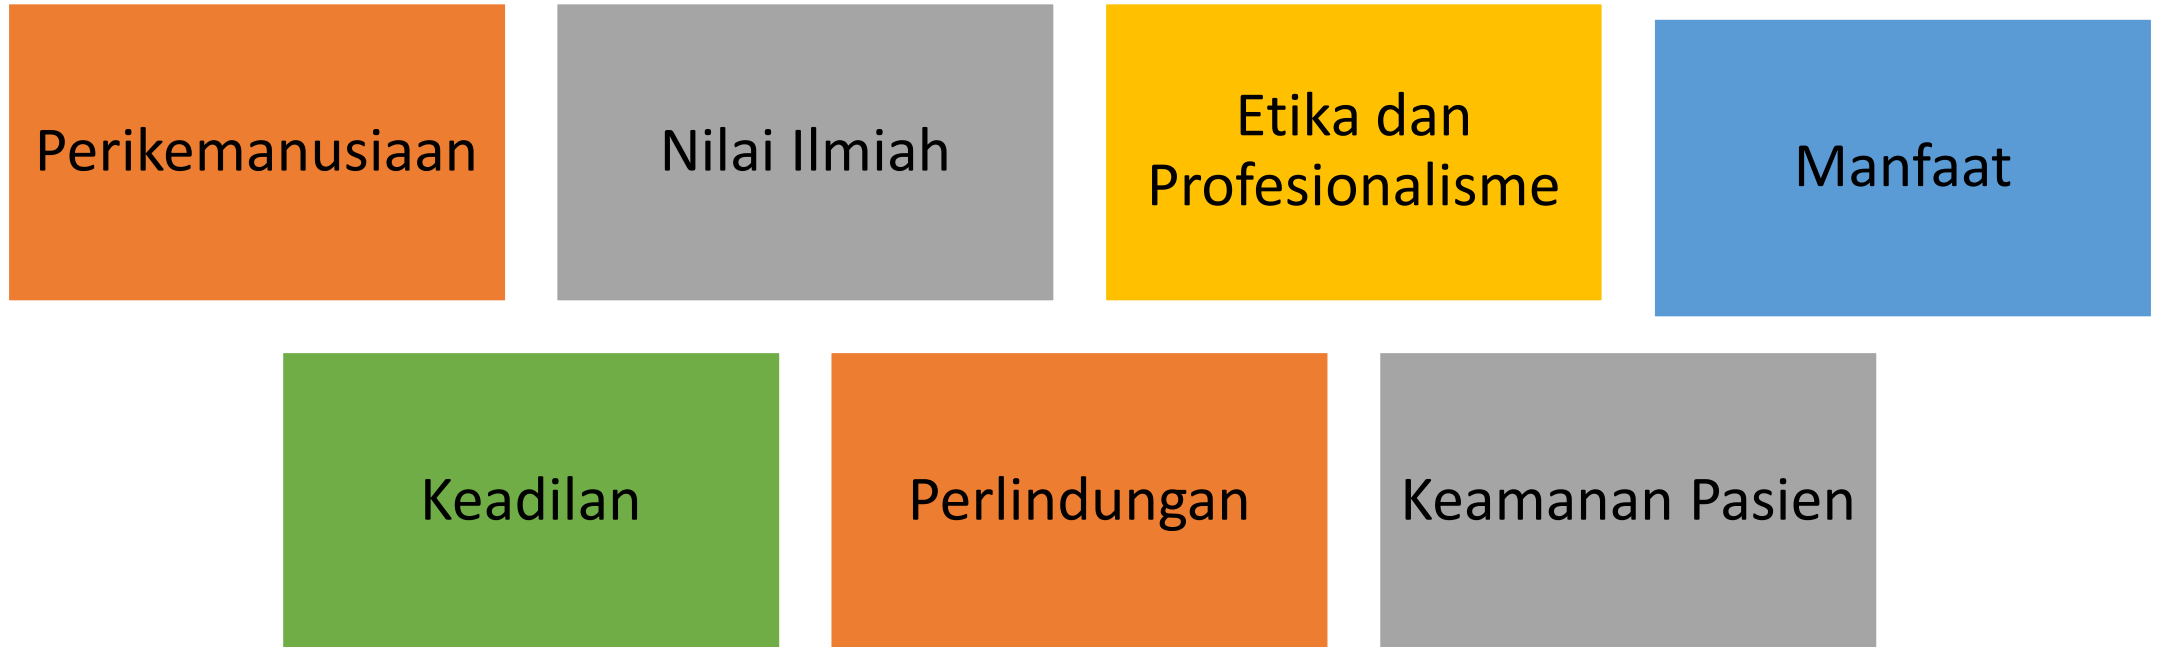 Perikemanusiaan
Nilai Ilmiah
Etika dan
Profesionalisme
Manfaat
Keadilan
Perlindungan
Keamanan Pasien